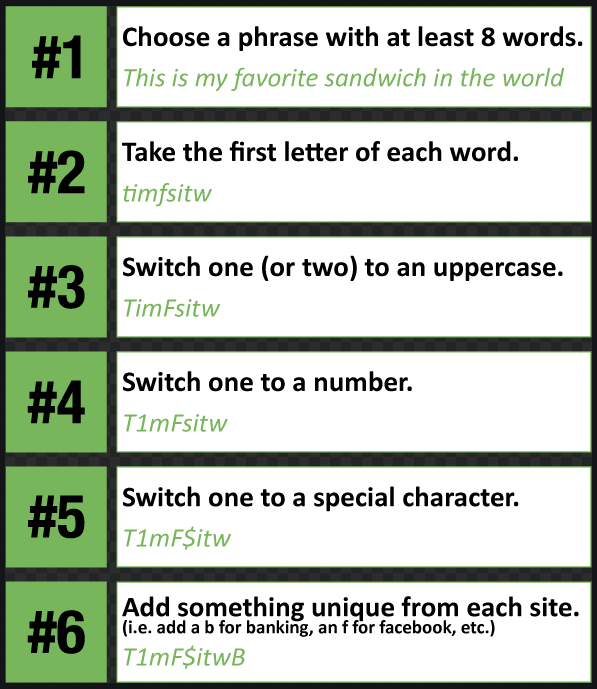 #1
Choose a phrase with at least 8 words.
This is my favorite sandwich in the world
#2
Take the first letter of each word.
timfsitw
#3
Switch one (or two) to an uppercase.
TimFsitw
#4
Switch one to a number.
T1mFsitw
#5
Switch one to a special character.
T1mF$itw
#6
Add something unique from each site.
(i.e. add a b for banking, an f for facebook, etc.)
T1mF$itwB